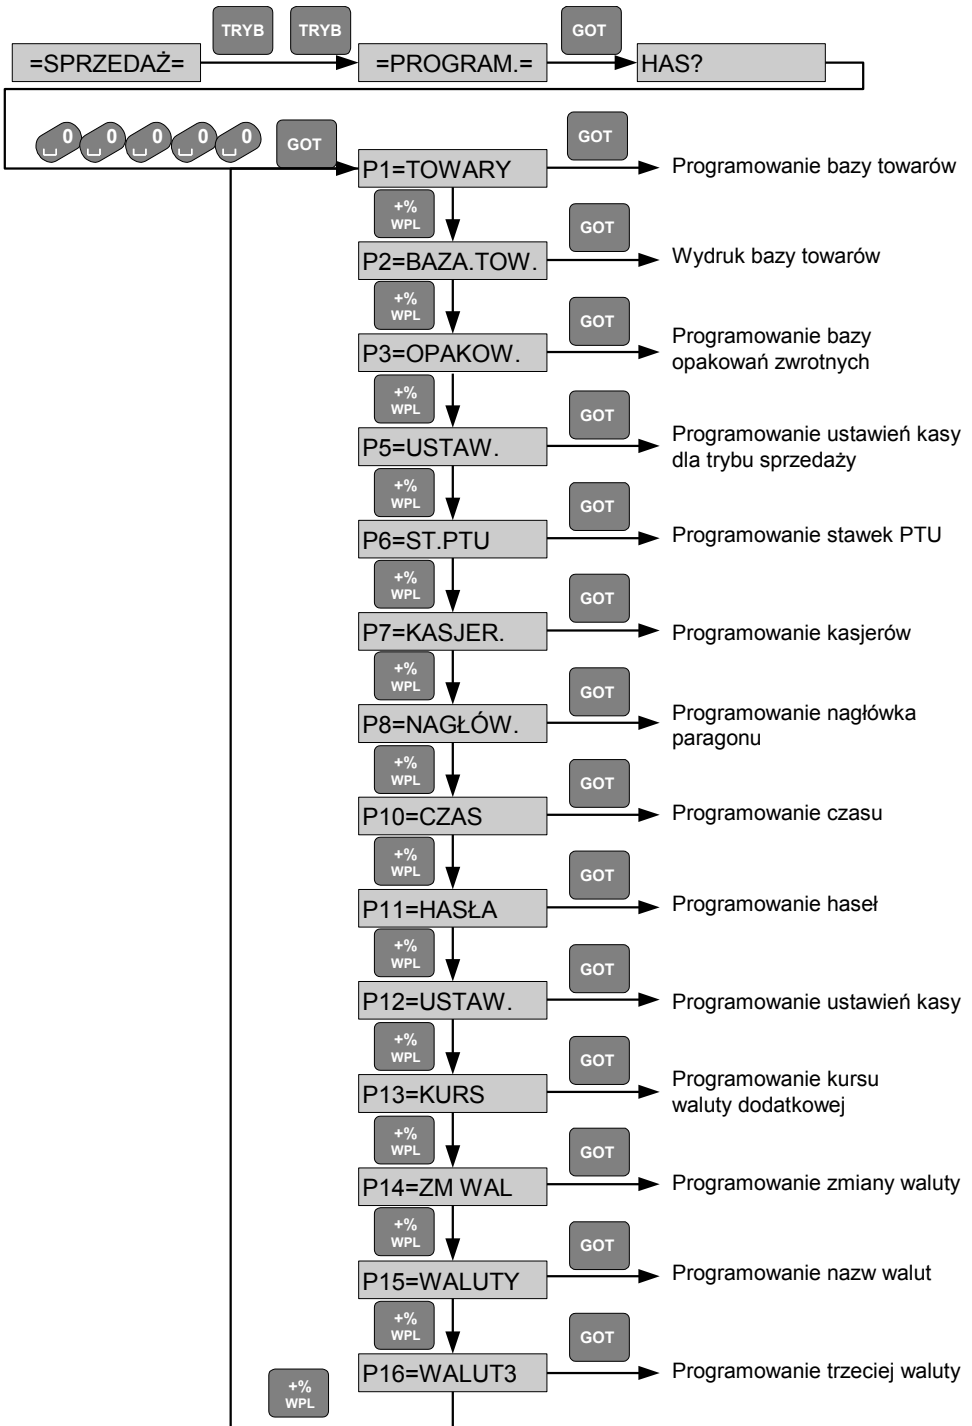 TRYB TRYB GOT
=SPRZEDAŻ= =PROGRAM.= HAS?
0 0 0 0 0 GOT
GOT
P1=TOWARY Programowanie bazy towarów
+%
WPL
GOT
P2=BAZA.TOW. Wydruk bazy towarów
+%
WPL
GOT
P3=OPAKOW. Programowanie bazy
opakowań zwrotnych
+%
WPL
GOT
P5=USTAW. Programowanie ustawień kasy
dla trybu sprzedaży
+%
WPL
GOT
P6=ST.PTU Programowanie stawek PTU
+%
WPL
GOT
P7=KASJER. Programowanie kasjerów
+%
WPL
GOT
P8=NAGŁÓW. Programowanie nagłówka
paragonu
+%
WPL
GOT
P10=CZAS Programowanie czasu
+%
WPL
GOT
P11=HASŁA Programowanie haseł
+%
WPL
GOT
P12=USTAW. Programowanie ustawień kasy
+%
WPL
GOT
P13=KURS Programowanie kursu
waluty dodatkowej
+%
WPL
GOT
P14=ZM WAL Programowanie zmiany waluty
+%
WPL
GOT
P15=WALUTY Programowanie nazw walut
+%
WPL
GOT
P16=WALUT3 Programowanie trzeciej waluty
+%
WPL